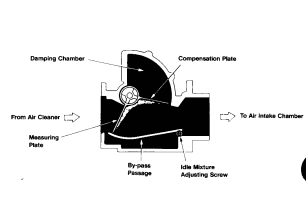 Damping Chamber
Compensation Plate
From Air Cleaner
To Air Intake Chamber
Measuring
Plate
By-pass
Passage
Idle Mixture
Adjusting Screw